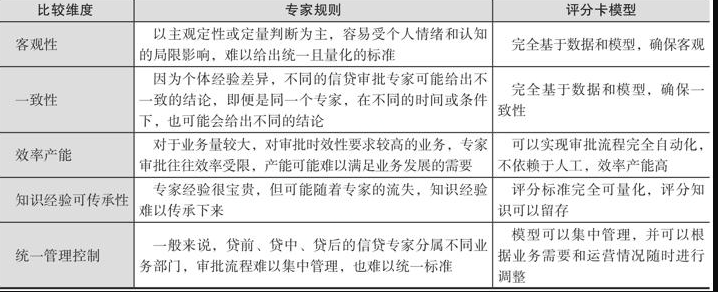 比较维度 专家规则 评分卡模型
客观性
以主观定性或定量判断为主，容易受个人情绪和认知
的局限影响，难以给出统一且量化的标准
完全基于数据和模型，确保客观
一致性
因为个体经验差异，不同的信贷审批专家可能给出不
一致的结论，即便是同一个专家，在不同的时间或条件
下，也可能会给出不同的结论
完全基于数据和模型，确保一
致性
效率产能
对于业务量较大，对审批时效性要求较高的业务，专家
审批往往效率受限，产能可能难以满足业务发展的需要
可以实现审批流程完全自动化，
不依赖于人工，效率产能高
知识经验可传承性
专家经验很宝贵，但可能随着专家的流失，知识经验
难以传承下来
评分标准完全可量化，评分知
识可以留存
统一管理控制
一般来说，贷前、贷中、贷后的信贷专家分属不同业
务部门，审批流程难以集中管理，也难以统一标准
模型可以集中管理，并可以根
据业务需要和运营情况随时进行
调整